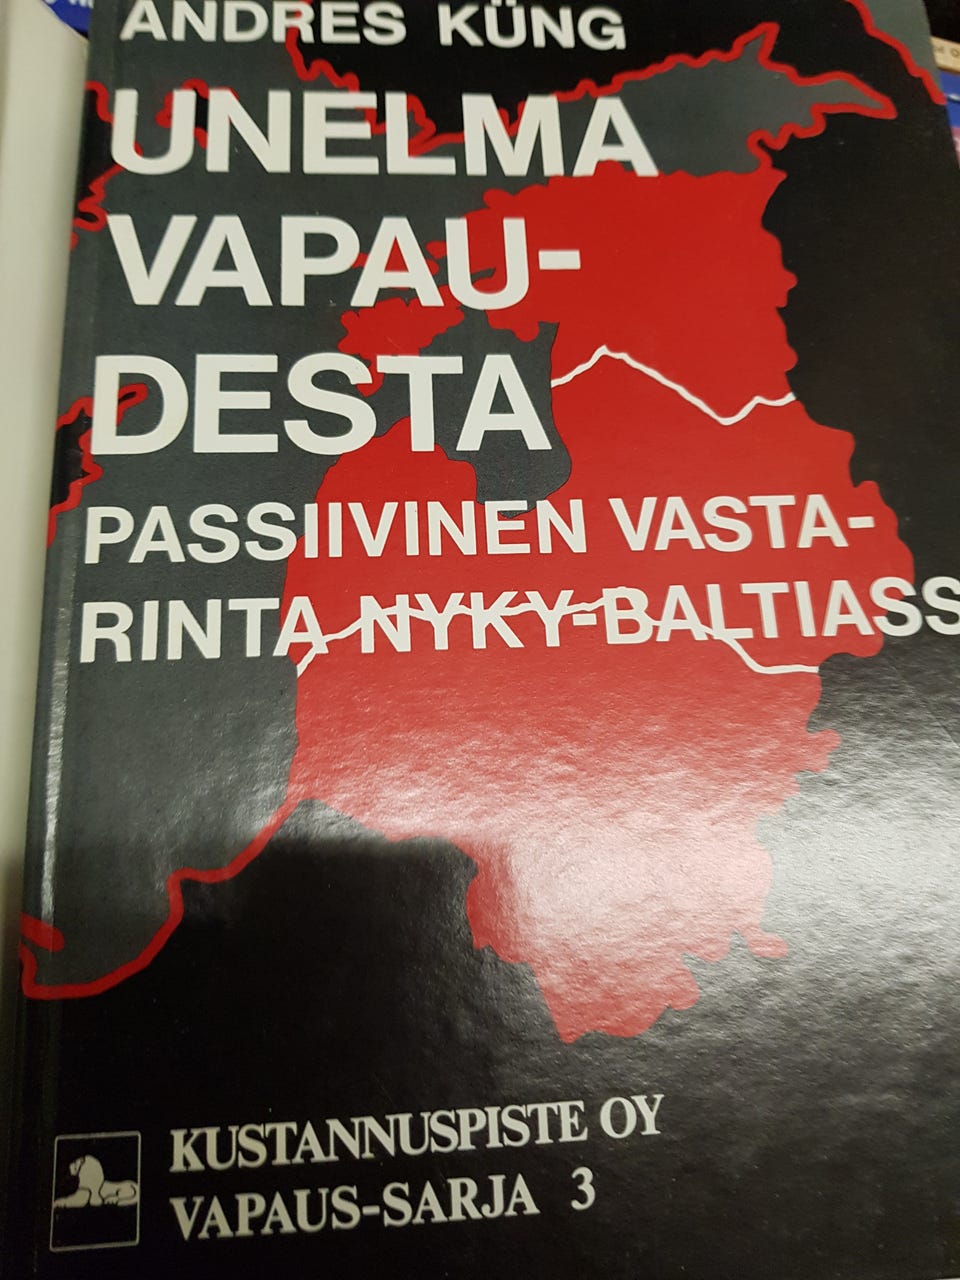 ANDRES KÜNG
UNELMA
VAPAU-
DESTA
PASSIIVINEN VASTA-
RINTA NYKY-BALTIASS
KUSTANNUSPISTE OY
VAPAUS-SARJA 3